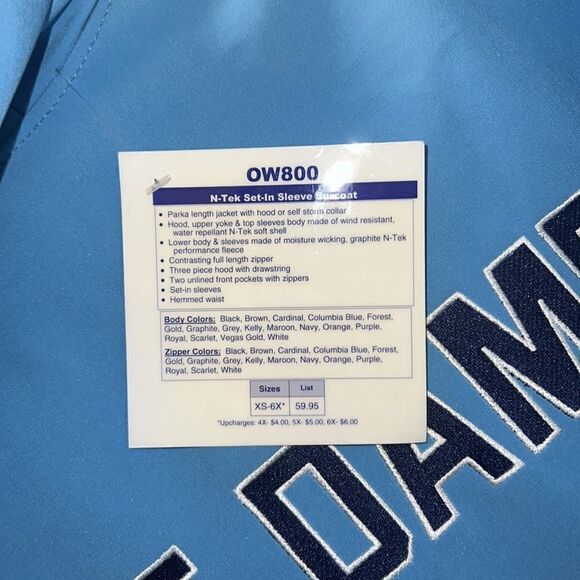 OW800
N-Tek Set-In Sleeve Surcoat
• Parka length jacket with hood or self storm collar
• Hood, upper yoke & top sleeves body made of wind resistant,
water repellant N-Tek soft shell
• Lower body & sleeves made of moisture wicking, graphite N-Tek
performance fleece
• Contrasting full length zipper
• Three piece hood with drawstring
• Two unlined front pockets with zippers
• Set-in sleeves
• Hemmed waist
Body Colors: Black, Brown, Cardinal, Columbia Blue, Forest,
Gold, Graphite, Grey, Kelly, Maroon, Navy, Orange, Purple,
Royal, Scarlet, Vegas Gold, White
Zipper Colors: Black, Brown, Cardinal, Columbia Blue, Forest,
Gold, Graphite, Grey, Kelly, Maroon, Navy, Orange, Purple,
Royal, Scarlet, White
Sizes List
XS-6X* 59.95
*Upcharges: 4X- $4.00, 5X- $5.00, 6X- $6.00
DAME